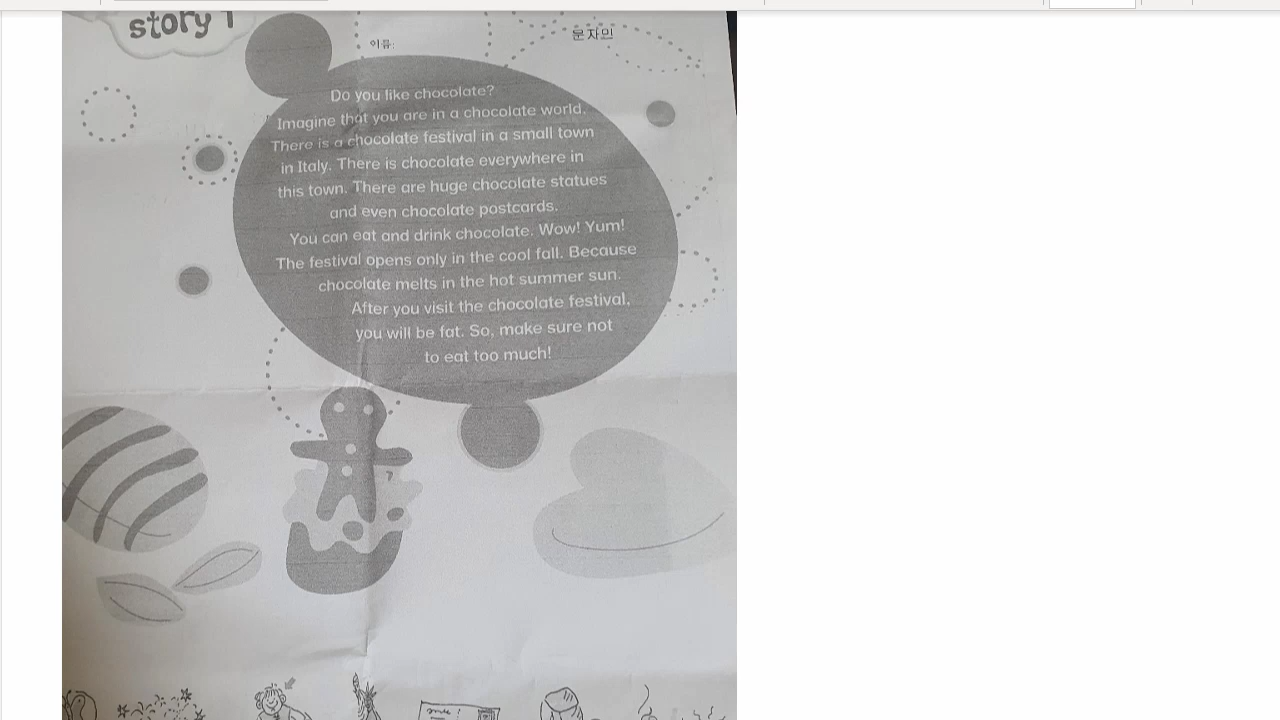 story 1
이름:
문자민
Do you like chocolate?
Imagine that you are in a chocolate world.
There is a chocolate festival in a small town
in Italy. There is chocolate everywhere in
this town. There are huge chocolate statues
and even chocolate postcards.
You can eat and drink chocolate. Wow! Yum!
The festival opens only in the cool fall. Because
chocolate melts in the hot summer sun.
After you visit the chocolate festival,
you will be fat. So, make sure not
to eat too much!